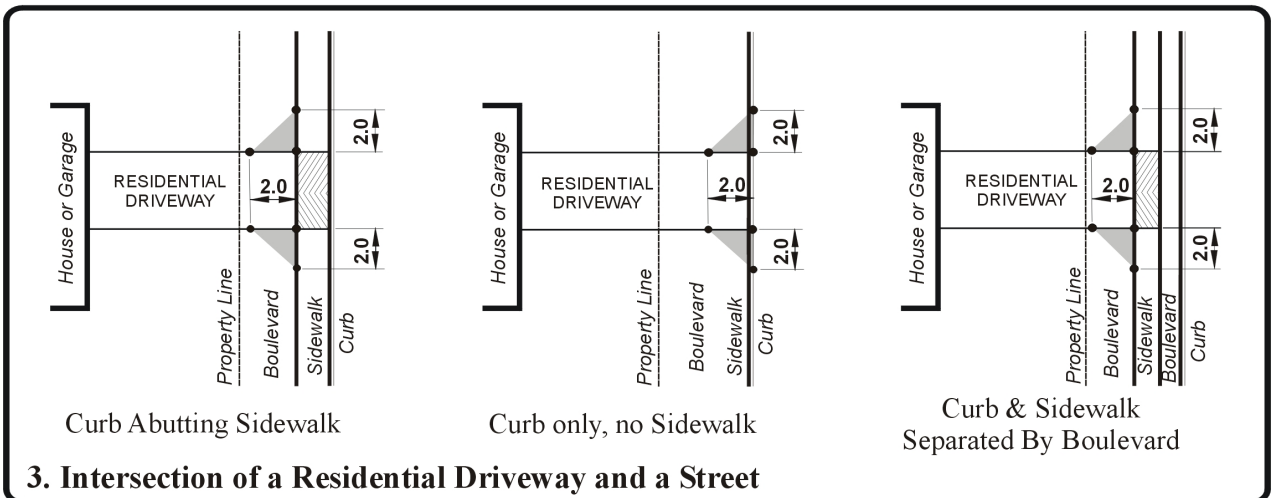 House or Garage
RESIDENTIAL
DRIVEWAY
2.0
2.0
2.0
Property Line
Boulevard
Sidewalk
Curb
Curb Abutting Sidewalk
House or Garage
RESIDENTIAL
DRIVEWAY
2.0
2.0
2.0
Property Line
Boulevard
Sidewalk
Curb
Curb only, no Sidewalk
House or Garage
RESIDENTIAL
DRIVEWAY
2.0
2.0
2.0
Property Line
Boulevard
Sidewalk
Boulevard
Curb
Curb & Sidewalk
Separated By Boulevard
3. Intersection of a Residential Driveway and a Street